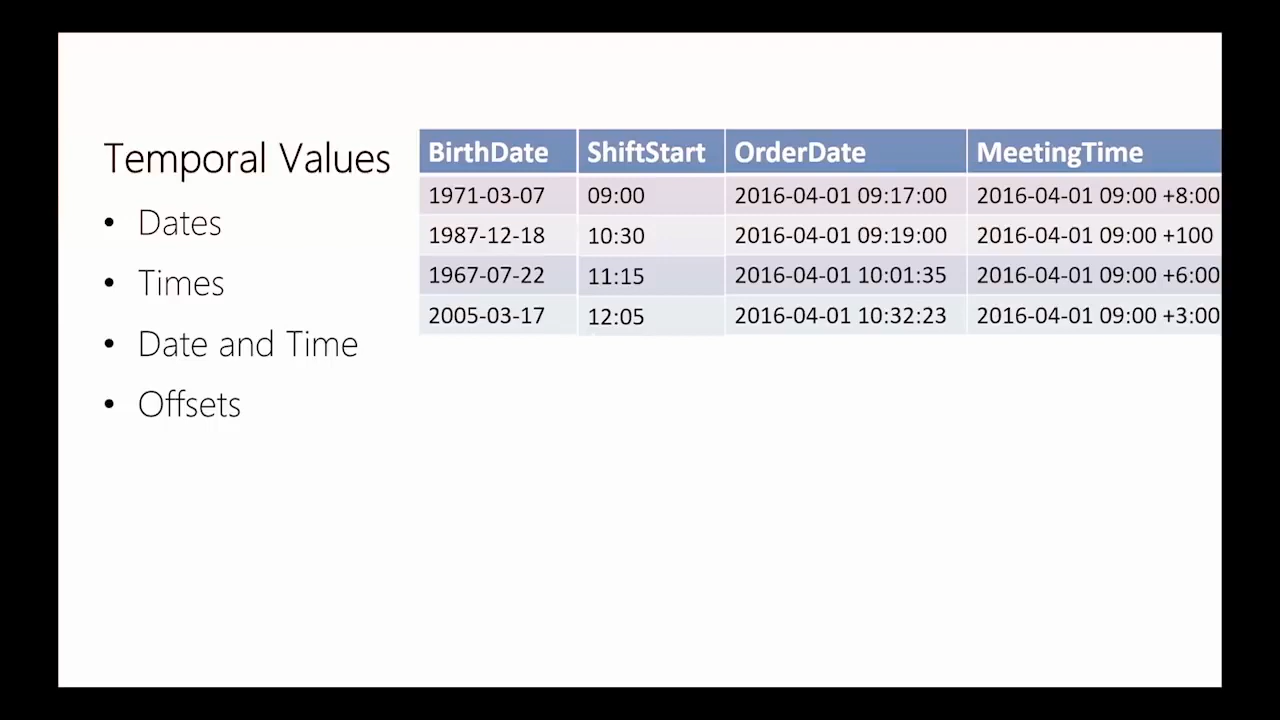 Temporal Values
• Dates
• Times
• Date and Time
• Offsets
BirthDate ShiftStart OrderDate MeetingTime
1971-03-07 09:00 2016-04-01 09:17:00 2016-04-01 09:00 +8:00
1987-12-18 10:30 2016-04-01 09:19:00 2016-04-01 09:00 +100
1967-07-22 11:15 2016-04-01 10:01:35 2016-04-01 09:00 +6:00
2005-03-17 12:05 2016-04-01 10:32:23 2016-04-01 09:00 +3:00